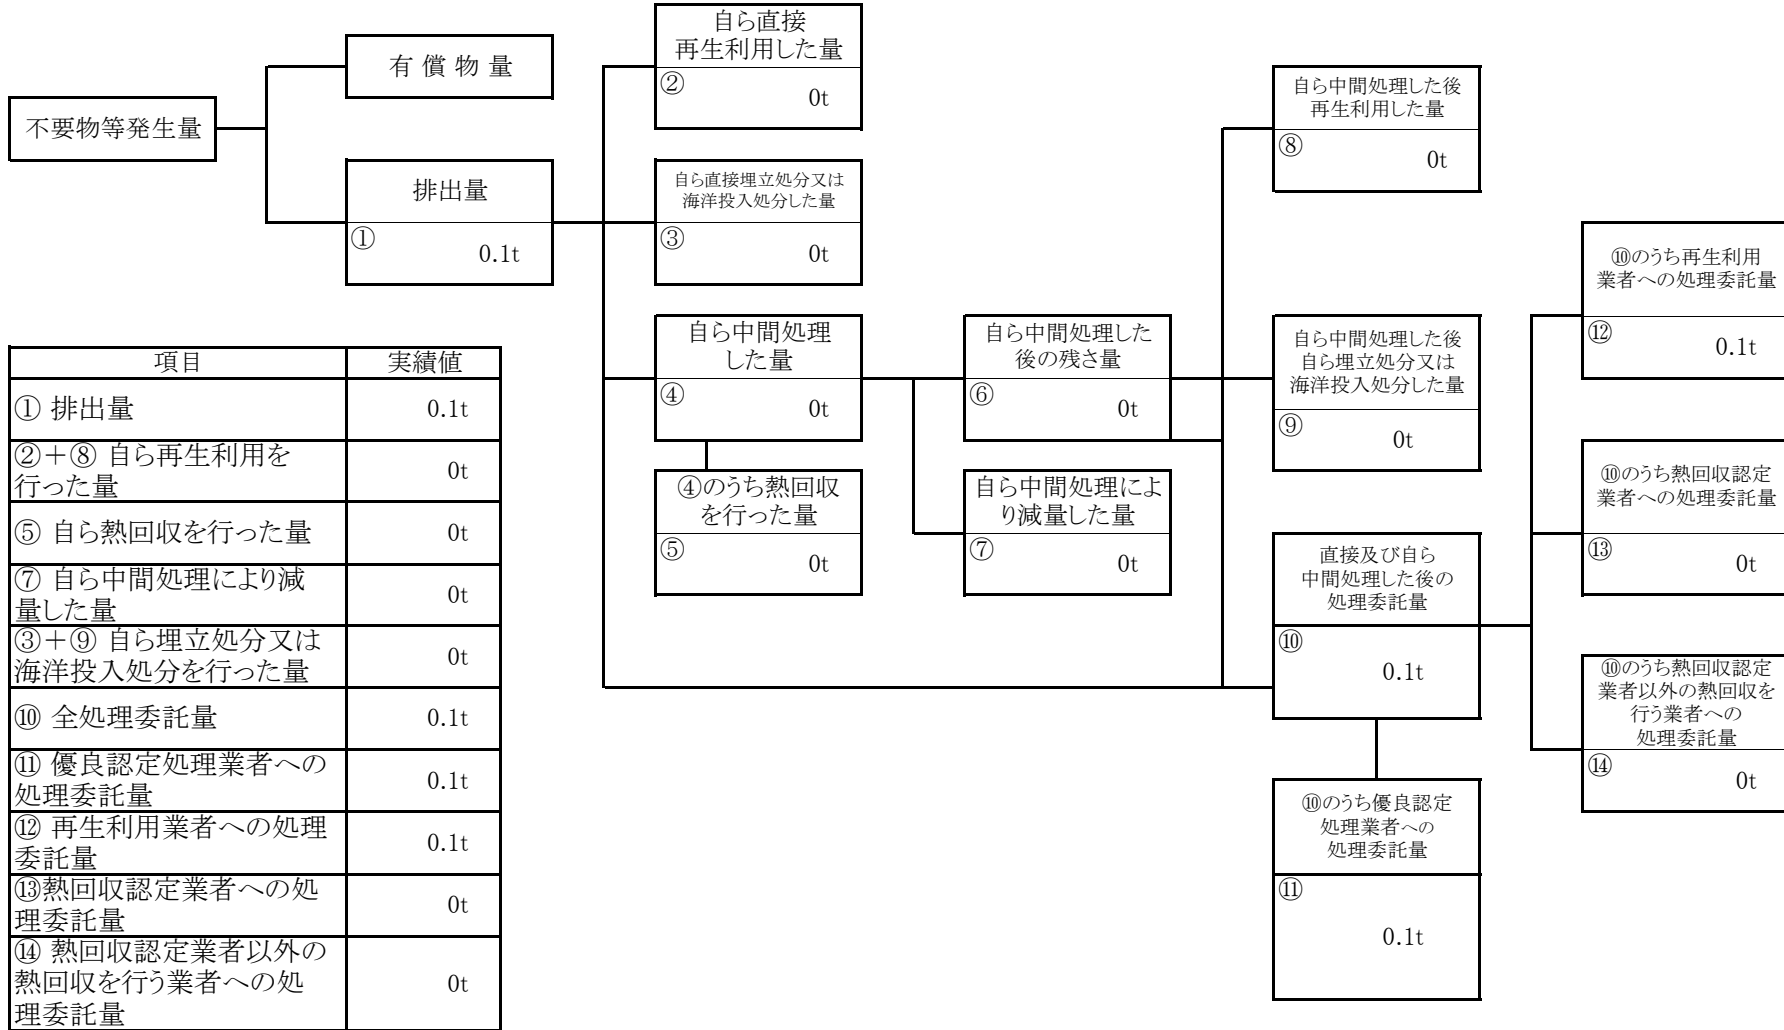 不要物等発生量
有 償 物 量
排出量
①
0.1t
自ら直接
再生利用した量
②
0t
自ら直接埋立処分又は
海洋投入処分した量
③
0t
自ら中間処理
した量
④
0t
④のうち熱回収
を行った量
⑤
0t
自ら中間処理した
後の残さ量
⑥
0t
自ら中間処理によ
り減量した量
⑦
0t
自ら中間処理した後
再生利用した量
⑧
0t
自ら中間処理した後
自ら埋立処分又は
海洋投入処分した量
⑨
0t
直接及び自ら
中間処理した後の
処理委託量
⑩
0.1t
⑩のうち優良認定
処理業者への
処理委託量
⑪
0.1t
⑩のうち再生利用
業者への処理委託量
⑫
0.1t
⑩のうち熱回収認定
業者への処理委託量
⑬
0t
⑩のうち熱回収認定
業者以外の熱回収を
行う業者への
処理委託量
⑭
0t
項目 実績値
① 排出量 0.1t
②＋⑧ 自ら再生利用を
行った量 0t
⑤ 自ら熱回収を行った量 0t
⑦ 自ら中間処理により減
量した量 0t
③＋⑨ 自ら埋立処分又は
海洋投入処分を行った量 0t
⑩ 全処理委託量 0.1t
⑪ 優良認定処理業者への
処理委託量 0.1t
⑫ 再生利用業者への処理
委託量 0.1t
⑬熱回収認定業者への処
理委託量 0t
⑭ 熱回収認定業者以外の
熱回収を行う業者への処
理委託量 0t